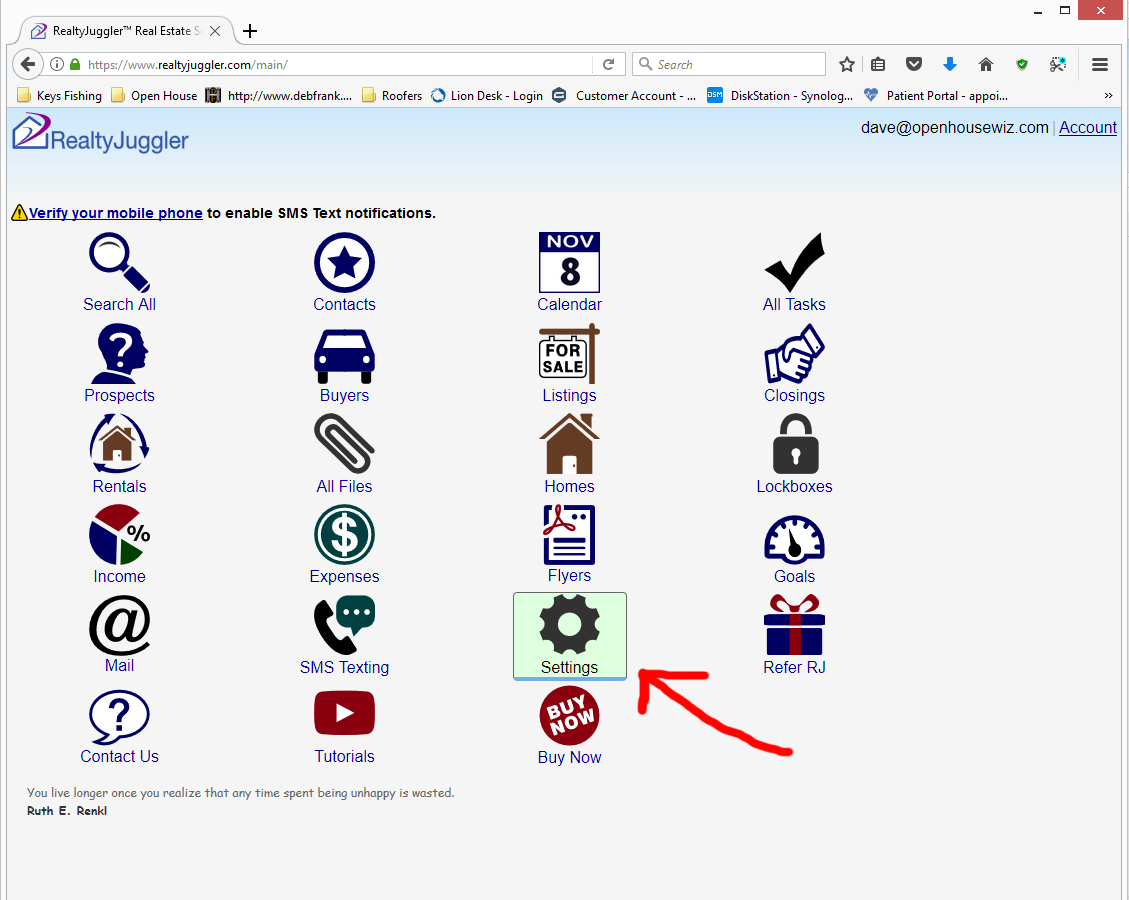 RealtyJuggler™ Real Estate S
https://www.realtyjuggler.com/main/
Search
Keys Fishing
Open House
http://www.debfrank....
Roofers
Lion Desk - Login
Customer Account - ...
DSM
DiskStation - Synolog...
Patient Portal - appoi...
RealtyJuggler
dave@openhousewiz.com | Account
Verify your mobile phone to enable SMS Text notifications.
NOV
8
Search All
Contacts
Calendar
All Tasks
?
FOR
SALE
Prospects
Buyers
Listings
Closings
Rentals
All Files
Homes
Lockboxes
%
$
Income
Expenses
Flyers
Goals
@
Mail
SMS Texting
Settings
Refer RJ
?
BUY
NOW
Contact Us
Tutorials
Buy Now
You live longer once you realize that any time spent being unhappy is wasted.
Ruth E. Renkl